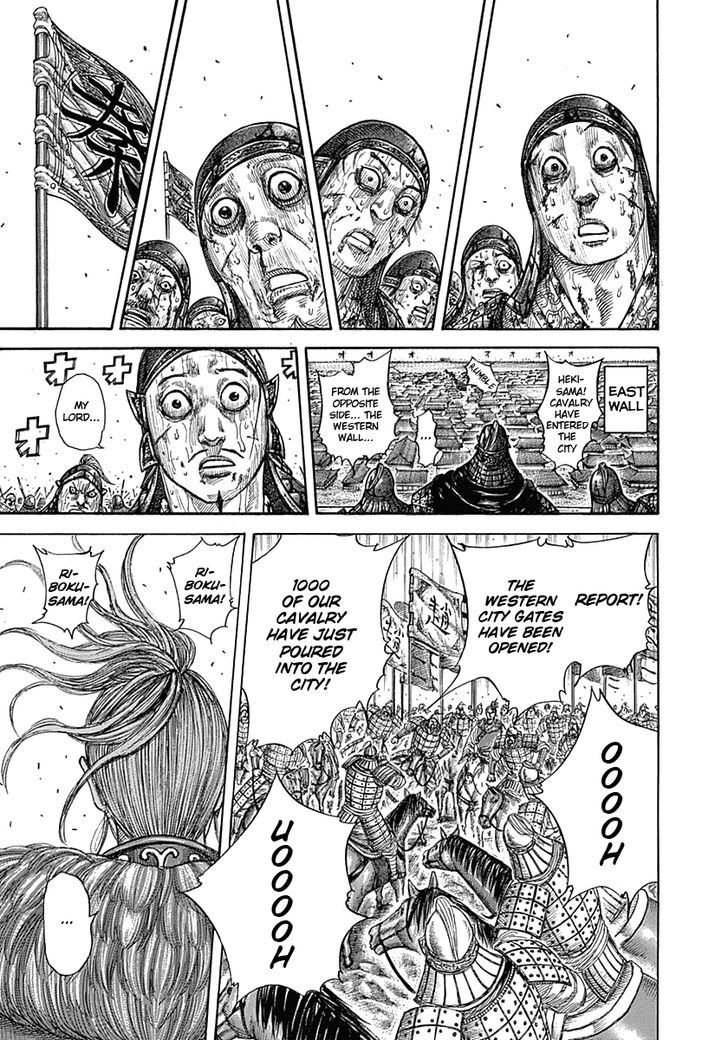 秦
EAST
WALL
HEKI-
SAMA!
CAVALRY
HAVE
ENTERED
THE
CITY
RUMBLE
...
FROM THE
OPPOSITE
SIDE... THE
WESTERN
WALL...
MY
LORD...
REPORT!
THE
WESTERN
CITY GATES
HAVE BEEN
OPENED!
1000
OF OUR
CAVALRY
HAVE JUST
POURED
INTO THE
CITY!
趙
OOOOH
UOOOOH
RI-
BOKU-
SAMA!
RI-
BOKU-
SAMA!
...